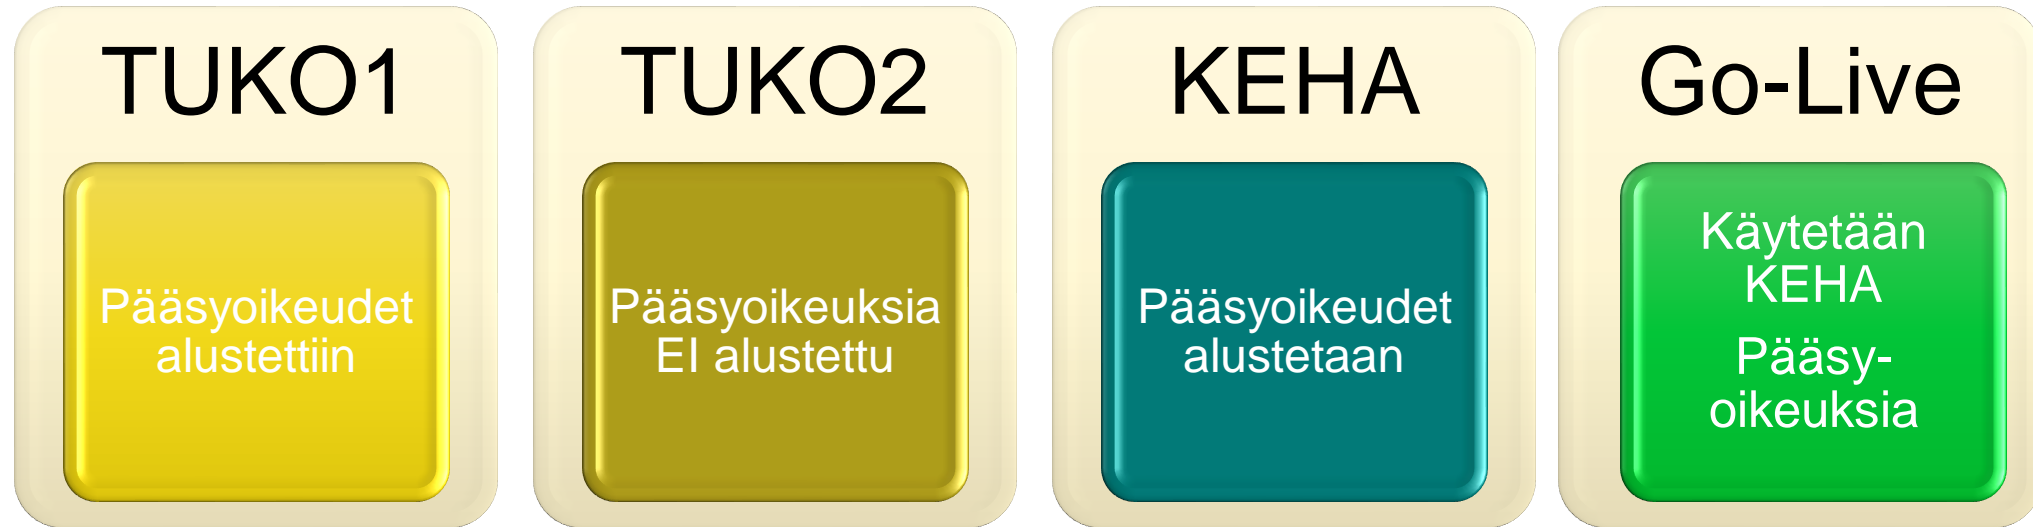 TUKO1
Pääsyoikeudet
alustettiin
TUKO2
Pääsyoikeuksia
EI alustettu
KEHA
Pääsyoikeudet
alustetaan
Go-Live
Käytetään
KEHA
Pääsy-
oikeuksia